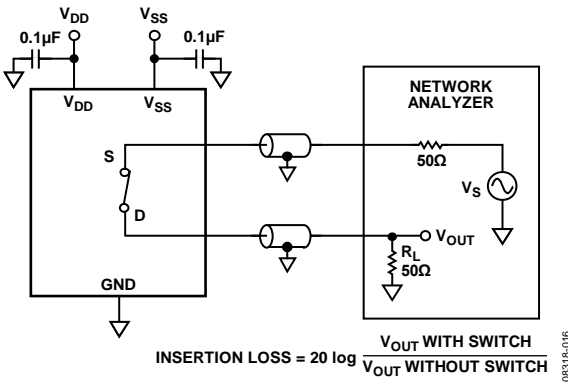 VDD
VSS
0.1µF
0.1µF
VDD
VSS
NETWORK
ANALYZER
S
50Ω
VS
D
VOUT
RL
50Ω
GND
INSERTION LOSS = 20 log VOUT WITH SWITCH
VOUT WITHOUT SWITCH
08318-016